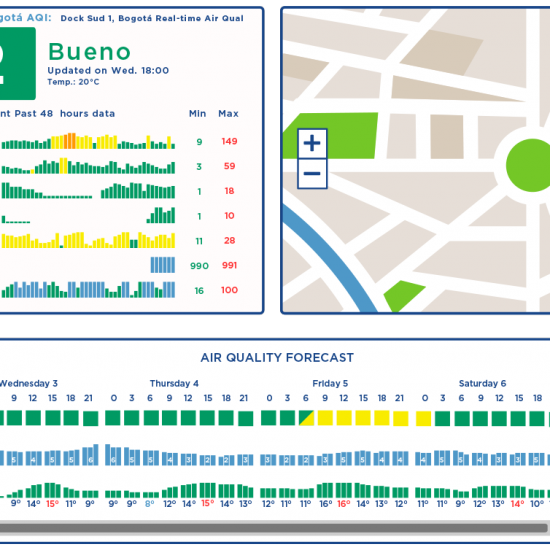 gotá AQI: Dock Sud 1, Bogotá Real-time Air Qual
2
Bueno
Updated on Wed. 18:00
Temp.: 20°C
nt Past 48 hours data Min Max
9 149
3 59
1 18
1 10
11 28
990 991
16 100
+
−
AIR QUALITY FORECAST
Wednesday 3 Thursday 4 Friday 5 Saturday 6
9 12 15 18 21 0 3 6 9 12 15 18 21 0 3 6 9 12 15 18 21 0 3 6 9 12 15 18
9° 14° 15° 11° 9° 9° 9° 8° 12° 14° 15° 14° 13° 12° 11° 11° 16° 16° 14° 12° 10° 11° 11° 9° 12° 13° 14° 12° 10°